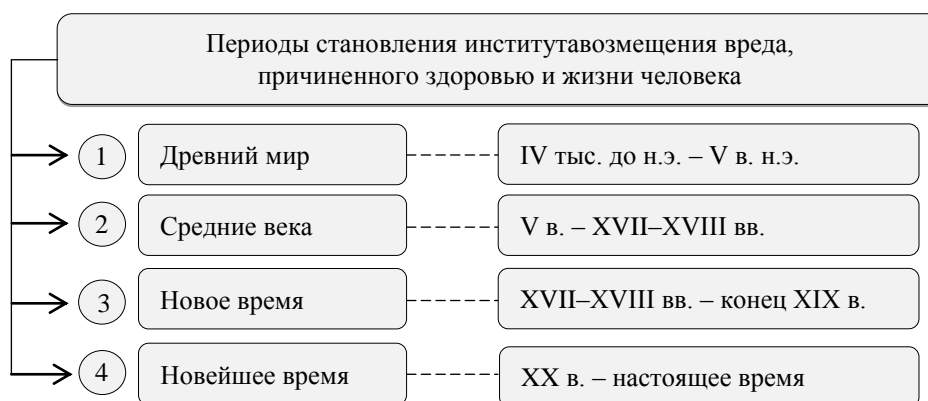 Периоды становления институтавозмещения вреда,
причиненного здоровью и жизни человека
1 Древний мир IV тыс. до н.э. – V в. н.э.
2 Средние века V в. – XVII–XVIII вв.
3 Новое время XVII–XVIII вв. – конец XIX в.
4 Новейшее время XX в. – настоящее время